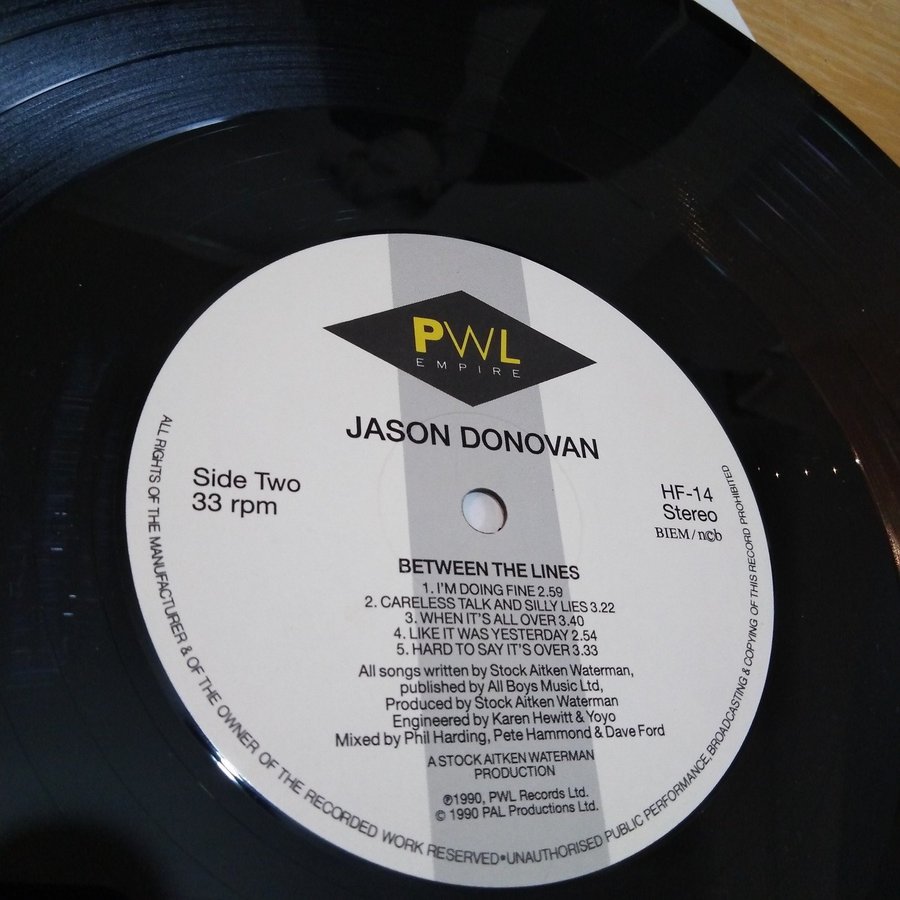 PWL
EMPIRE
JASON DONOVAN
Side Two
33 rpm
HF-14
Stereo
BIEM/n©b
BETWEEN THE LINES
1. I'M DOING FINE 2.59
2. CARELESS TALK AND SILLY LIES 3.22
3. WHEN IT'S ALL OVER 3.40
4. LIKE IT WAS YESTERDAY 2.54
5. HARD TO SAY IT'S OVER 3.33
All songs written by Stock Aitken Waterman,
published by All Boys Music Ltd,
Produced by Stock Aitken Waterman
Engineered by Karen Hewitt & Yoyo
Mixed by Phil Harding, Pete Hammond & Dave Ford
A STOCK AITKEN WATERMAN
PRODUCTION
℗1990, PWL Records Ltd.
© 1990 PAL Productions Ltd.
ALL RIGHTS OF THE MANUFACTURER & OF THE OWNER OF THE RECORDED WORK RESERVED•UNAUTHORISED PUBLIC PERFORMANCE, BROADCASTING & COPYING OF THIS RECORD PROHIBITED